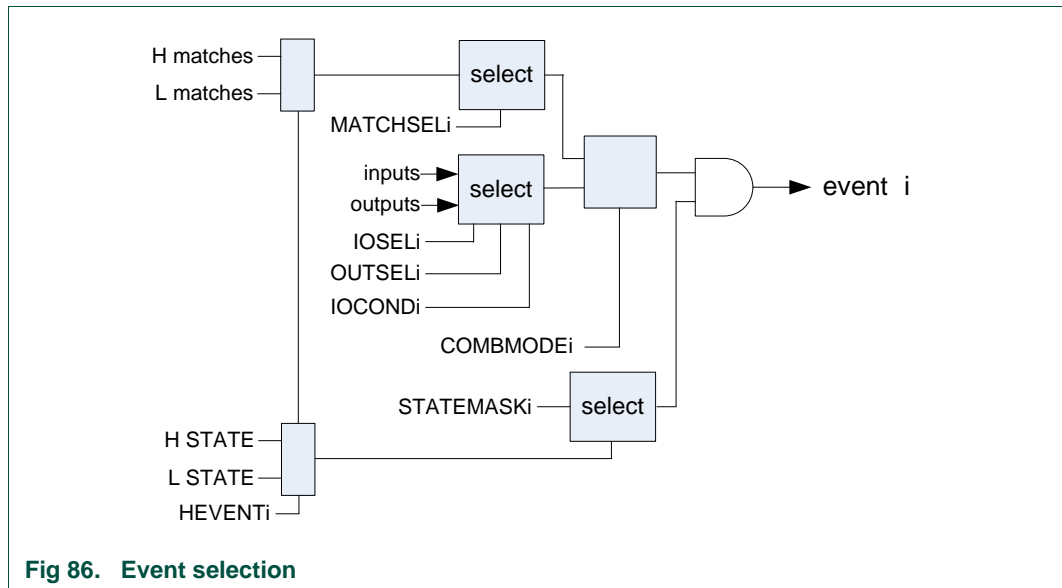 H matches
L matches
select
MATCHSELi
inputs
outputs
select
IOSELi
OUTSELi
IOCONDi
event i
COMBMODEi
STATEMASKi
select
H STATE
L STATE
HEVENTi
Fig 86. Event selection